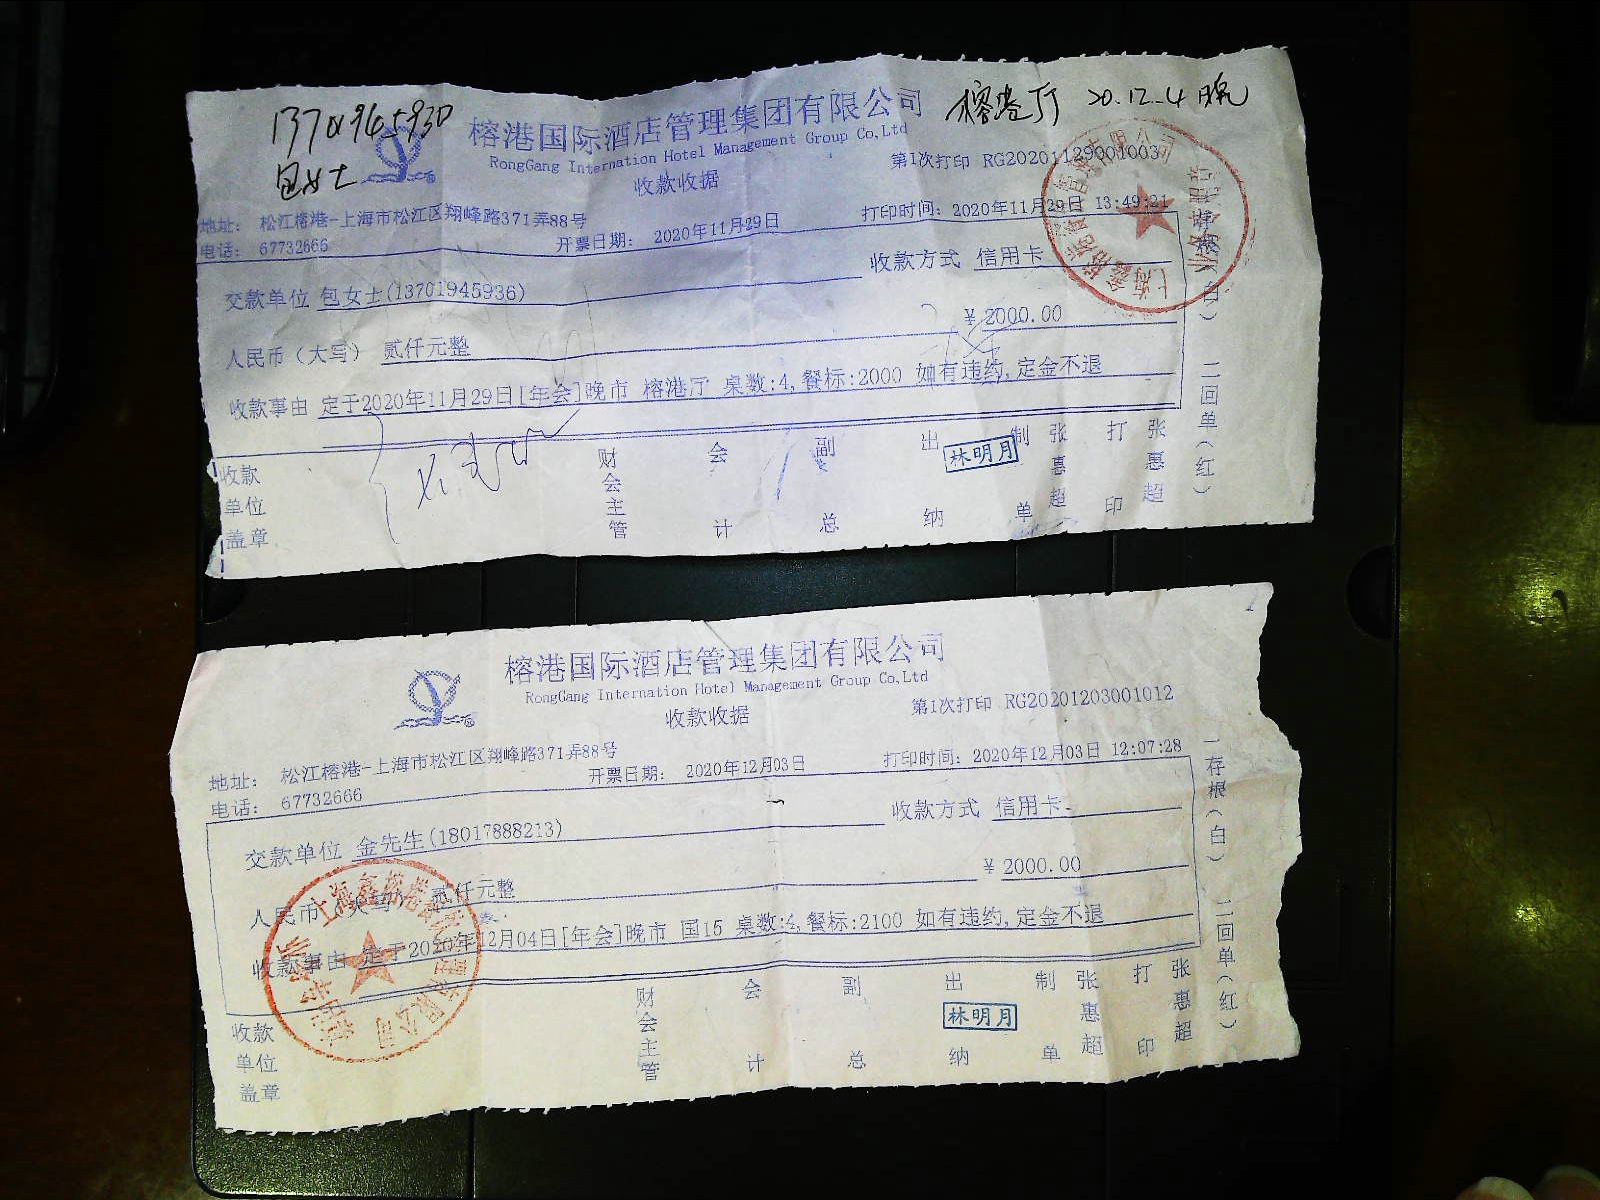 13701945930
包女士
榕港厅 20.12.4 晚
榕港国际酒店管理集团有限公司
RongGang Internation Hotel Management Group Co,Ltd
收款收据
第1次打印 RG20201129001003
地址: 松江榕港-上海市松江区翔峰路371弄88号
电话: 67732666
开票日期: 2020年11月29日
打印时间: 2020年11月29日 13:49:21
交款单位 包女士(13701945936)
收款方式 信用卡
人民币(大写) 贰仟元整
¥ 2000.00
收款事由 定于2020年11月29日[年会]晚市 榕港厅 桌数:4,餐标:2000 如有违约,定金不退
收款单位盖章
财会主管
会计
副总
出纳
林明月
制单
张惠超
打印
张惠超
二回单(红)
榕港国际酒店管理集团有限公司
RongGang Internation Hotel Management Group Co,Ltd
收款收据
第1次打印 RG20201203001012
地址: 松江榕港-上海市松江区翔峰路371弄88号
电话: 67732666
开票日期: 2020年12月03日
打印时间: 2020年12月03日 12:07:28
交款单位 金先生(18017888213)
收款方式 信用卡
人民币(大写) 贰仟元整
¥ 2000.00
收款事由 定于2020年12月04日[年会]晚市 国15 桌数:4,餐标:2100 如有违约,定金不退
收款单位盖章
财会主管
会计
副总
出纳
林明月
制单
张惠超
打印
张惠超
一存根(白)
二回单(红)